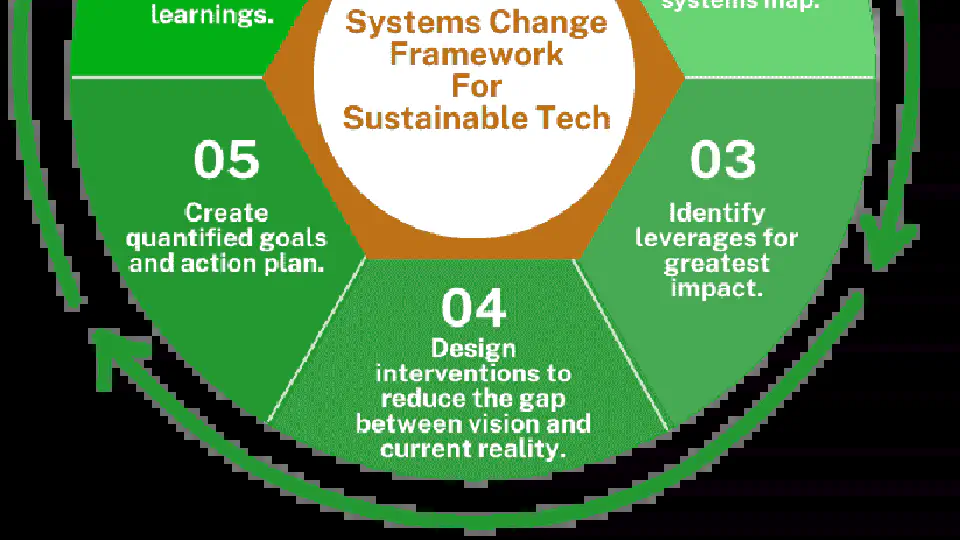 learnings.
systems map.
Systems Change
Framework
For
Sustainable Tech
05
Create
quantified goals
and action plan.
03
Identify
leverages for
greatest
impact.
04
Design
interventions to
reduce the gap
between vision and
current reality.